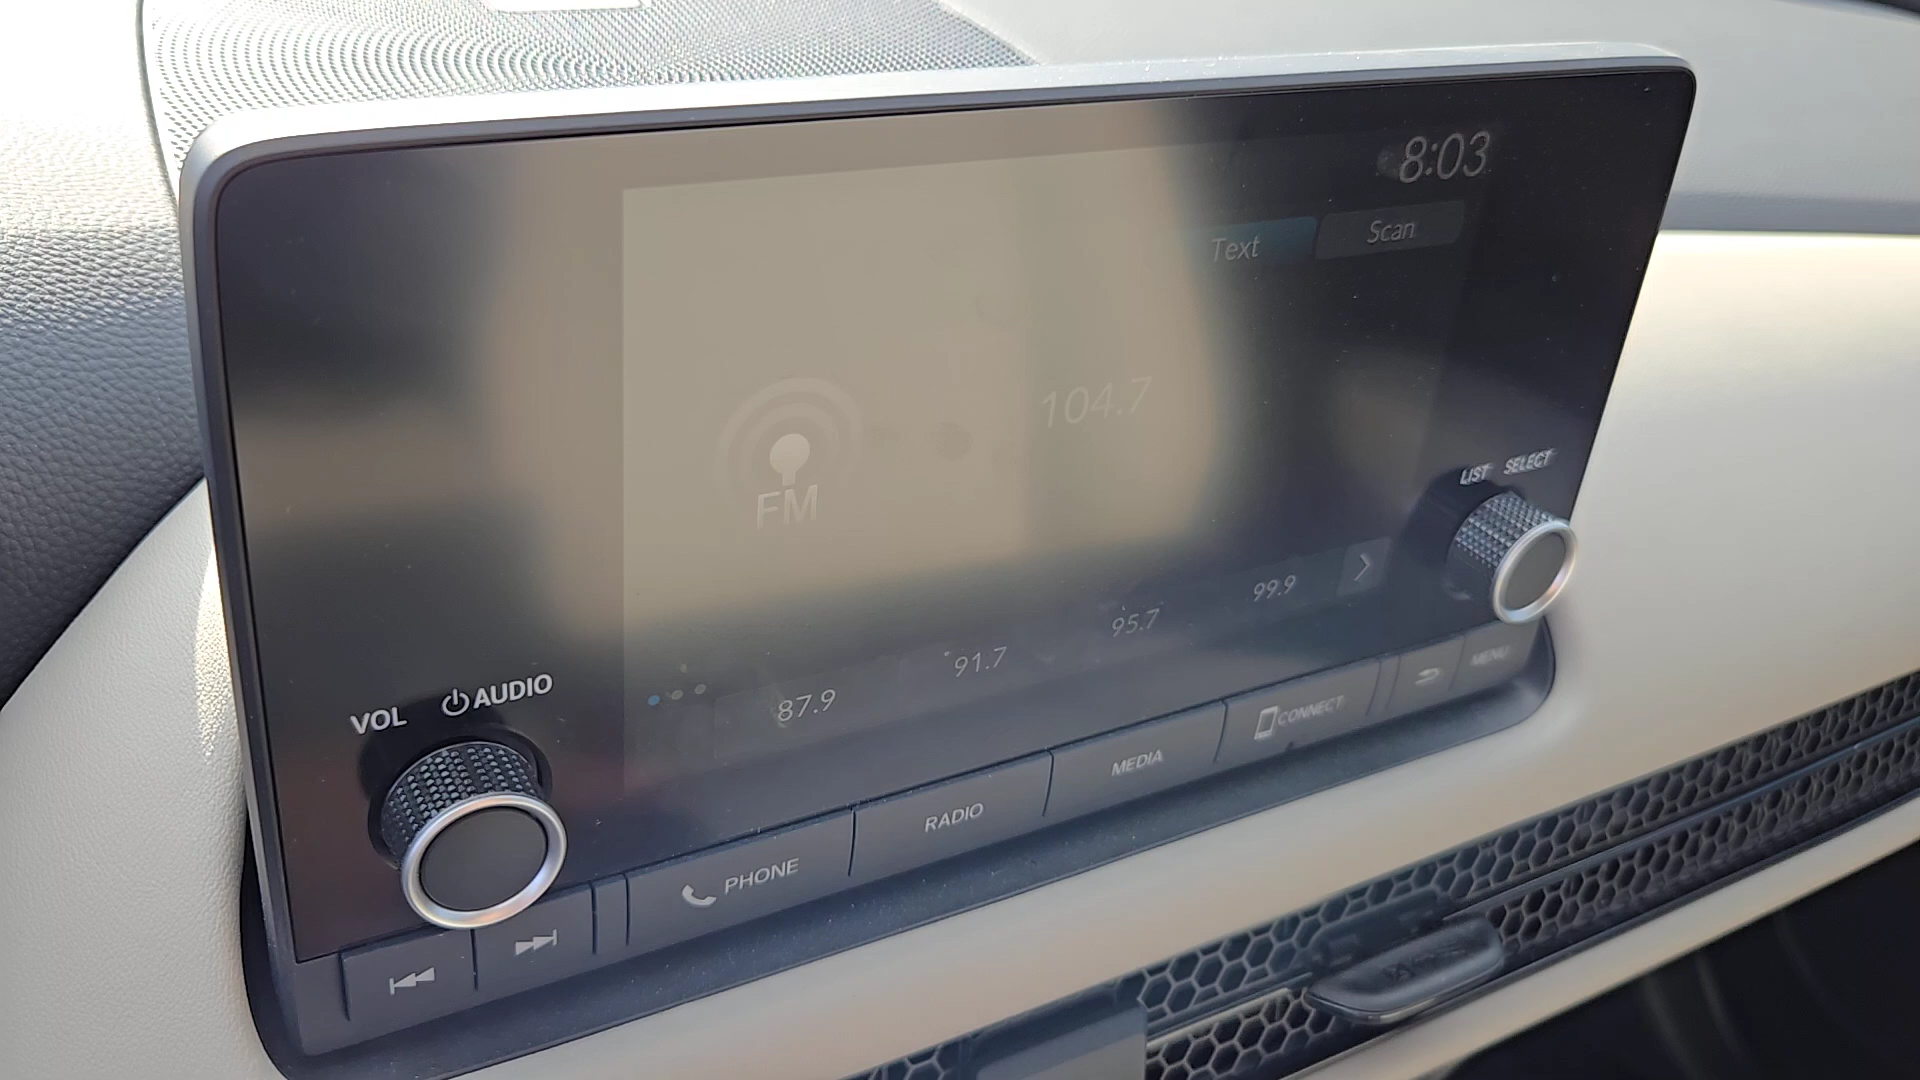 8:03
Text Scan
104.7
FM
LIST SELECT
87.9 91.7 95.7 99.9
VOL AUDIO
PHONE RADIO MEDIA CONNECT MENU